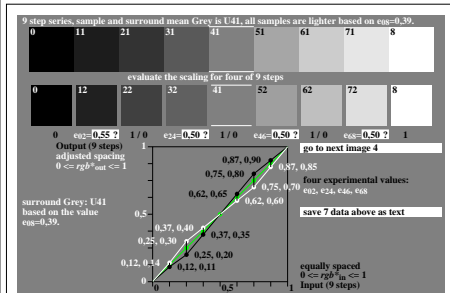 9 step series, sample and surround mean Grey is U41, all samples are lighter based on e08=0,39.
0 11 21 31 41 51 61 71 8
evaluate the scaling for four of 9 steps
0 12 22 32 41 52 62 72 8
0 e02= 0,55 ? 1 / 0 e24= 0,50 ? 1 / 0 e46= 0,50 ? 1 / 0 e68= 0,50 ? 1
Output (9 steps)
adjusted spacing
0 <= rgb*out <= 1
surround Grey: U41
based on the value
e08=0,39.
1
0,5
0
0 0,5 1
0,87, 0,90
0,75, 0,80
0,87, 0,85
0,62, 0,65
0,75, 0,70
0,62, 0,60
0,37, 0,40
0,37, 0,35
0,25, 0,30
0,25, 0,20
0,12, 0,14
0,12, 0,11
go to next image 4
four experimental values:
e02, e24, e46, e68
save 7 data above as text
equally spaced
0 <= rgb*in <= 1
Input (9 steps)